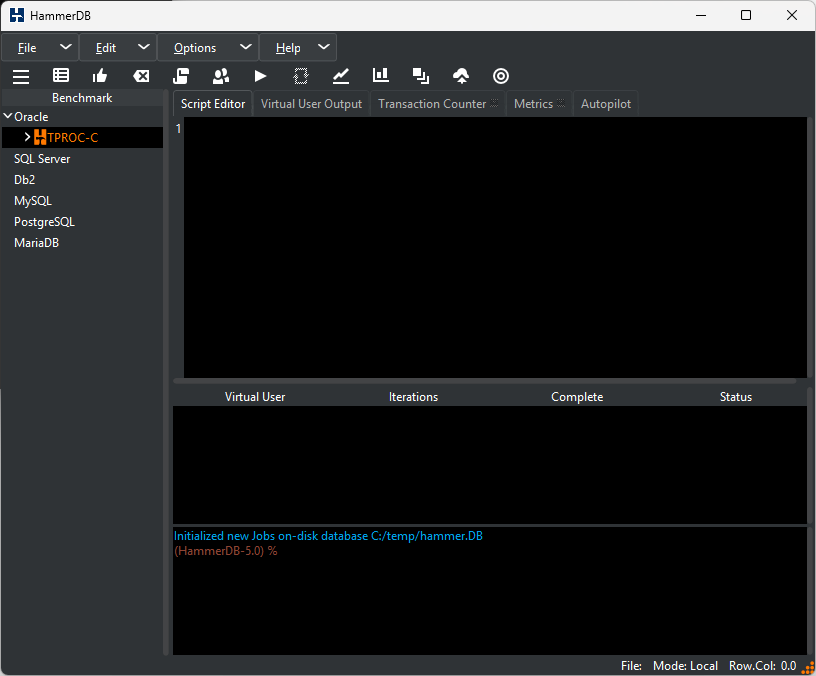 HammerDB
File Edit Options Help
Benchmark
Oracle
TPROC-C
SQL Server
Db2
MySQL
PostgreSQL
MariaDB
Script Editor Virtual User Output Transaction Counter Metrics Autopilot
1
Virtual User Iterations Complete Status
Initialized new Jobs on-disk database C:/temp/hammer.DB
(HammerDB-5.0) %
File: Mode: Local Row.Col: 0.0